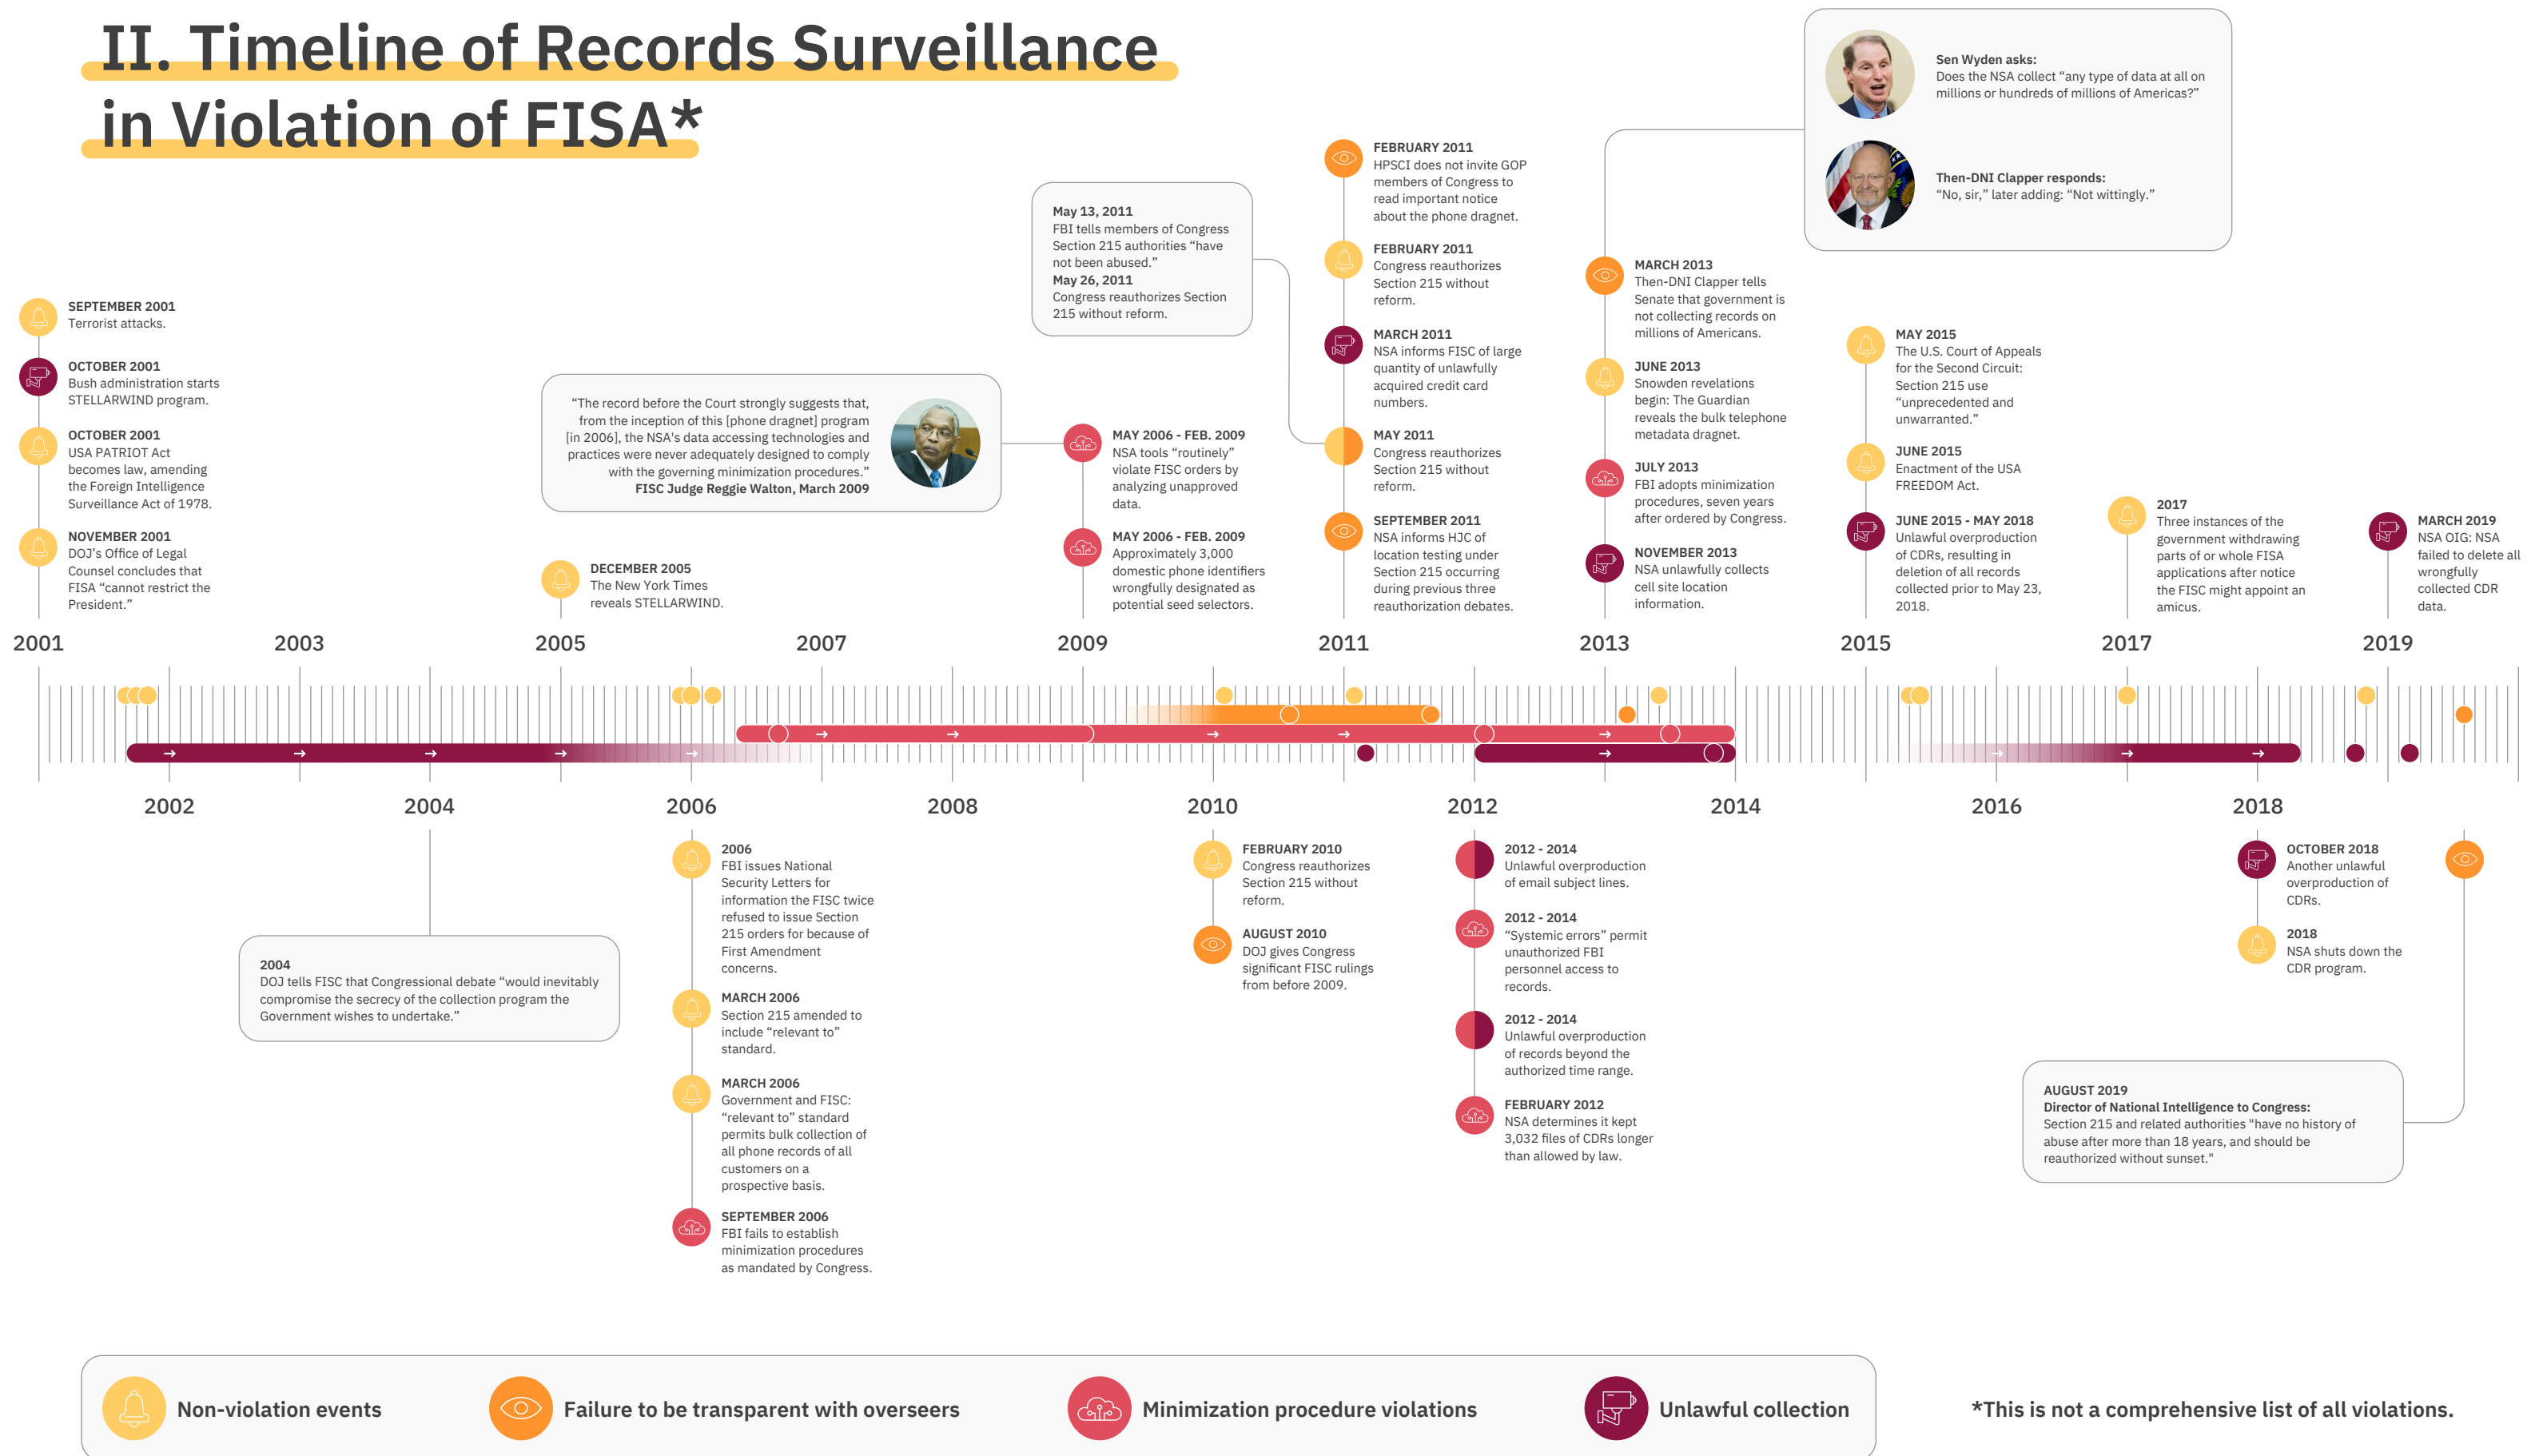 II. Timeline of Records Surveillance
in Violation of FISA*
Sen Wyden asks:
Does the NSA collect “any type of data at all on
millions or hundreds of millions of Americas?”
Then-DNI Clapper responds:
“No, sir,” later adding: “Not wittingly.”
SEPTEMBER 2001
Terrorist attacks.
OCTOBER 2001
Bush administration starts
STELLARWIND program.
OCTOBER 2001
USA PATRIOT Act
becomes law, amending
the Foreign Intelligence
Surveillance Act of 1978.
NOVEMBER 2001
DOJ’s Office of Legal
Counsel concludes that
FISA “cannot restrict the
President.”
DECEMBER 2005
The New York Times
reveals STELLARWIND.
“The record before the Court strongly suggests that,
from the inception of this [phone dragnet] program
[in 2006], the NSA's data accessing technologies and
practices were never adequately designed to comply
with the governing minimization procedures.”
FISC Judge Reggie Walton, March 2009
MAY 2006 - FEB. 2009
NSA tools “routinely”
violate FISC orders by
analyzing unapproved
data.
MAY 2006 - FEB. 2009
Approximately 3,000
domestic phone identifiers
wrongfully designated as
potential seed selectors.
May 13, 2011
FBI tells members of Congress
Section 215 authorities “have
not been abused.”
May 26, 2011
Congress reauthorizes Section
215 without reform.
FEBRUARY 2011
HPSCI does not invite GOP
members of Congress to
read important notice
about the phone dragnet.
FEBRUARY 2011
Congress reauthorizes
Section 215 without
reform.
MARCH 2011
NSA informs FISC of large
quantity of unlawfully
acquired credit card
numbers.
MAY 2011
Congress reauthorizes
Section 215 without
reform.
SEPTEMBER 2011
NSA informs HJC of
location testing under
Section 215 occurring
during previous three
reauthorization debates.
MARCH 2013
Then-DNI Clapper tells
Senate that government is
not collecting records on
millions of Americans.
JUNE 2013
Snowden revelations
begin: The Guardian
reveals the bulk telephone
metadata dragnet.
JULY 2013
FBI adopts minimization
procedures, seven years
after ordered by Congress.
NOVEMBER 2013
NSA unlawfully collects
cell site location
information.
MAY 2015
The U.S. Court of Appeals
for the Second Circuit:
Section 215 use
“unprecedented and
unwarranted.”
JUNE 2015
Enactment of the USA
FREEDOM Act.
JUNE 2015 - MAY 2018
Unlawful overproduction
of CDRs, resulting in
deletion of all records
collected prior to May 23,
2018.
2017
Three instances of the
government withdrawing
parts of or whole FISA
applications after notice
the FISC might appoint an
amicus.
MARCH 2019
NSA OIG: NSA
failed to delete all
wrongfully
collected CDR
data.
2001 2003 2005 2007 2009 2011 2013 2015 2017 2019
2002 2004 2006 2008 2010 2012 2014 2016 2018
2004
DOJ tells FISC that Congressional debate “would inevitably
compromise the secrecy of the collection program the
Government wishes to undertake.”
2006
FBI issues National
Security Letters for
information the FISC twice
refused to issue Section
215 orders for because of
First Amendment
concerns.
MARCH 2006
Section 215 amended to
include “relevant to”
standard.
MARCH 2006
Government and FISC:
“relevant to” standard
permits bulk collection of
all phone records of all
customers on a
prospective basis.
SEPTEMBER 2006
FBI fails to establish
minimization procedures
as mandated by Congress.
FEBRUARY 2010
Congress reauthorizes
Section 215 without
reform.
AUGUST 2010
DOJ gives Congress
significant FISC rulings
from before 2009.
2012 - 2014
Unlawful overproduction
of email subject lines.
2012 - 2014
“Systemic errors” permit
unauthorized FBI
personnel access to
records.
2012 - 2014
Unlawful overproduction
of records beyond the
authorized time range.
FEBRUARY 2012
NSA determines it kept
3,032 files of CDRs longer
than allowed by law.
OCTOBER 2018
Another unlawful
overproduction of
CDRs.
2018
NSA shuts down the
CDR program.
AUGUST 2019
Director of National Intelligence to Congress:
Section 215 and related authorities "have no history of
abuse after more than 18 years, and should be
reauthorized without sunset."
Non-violation events
Failure to be transparent with overseers
Minimization procedure violations
Unlawful collection
*This is not a comprehensive list of all violations.